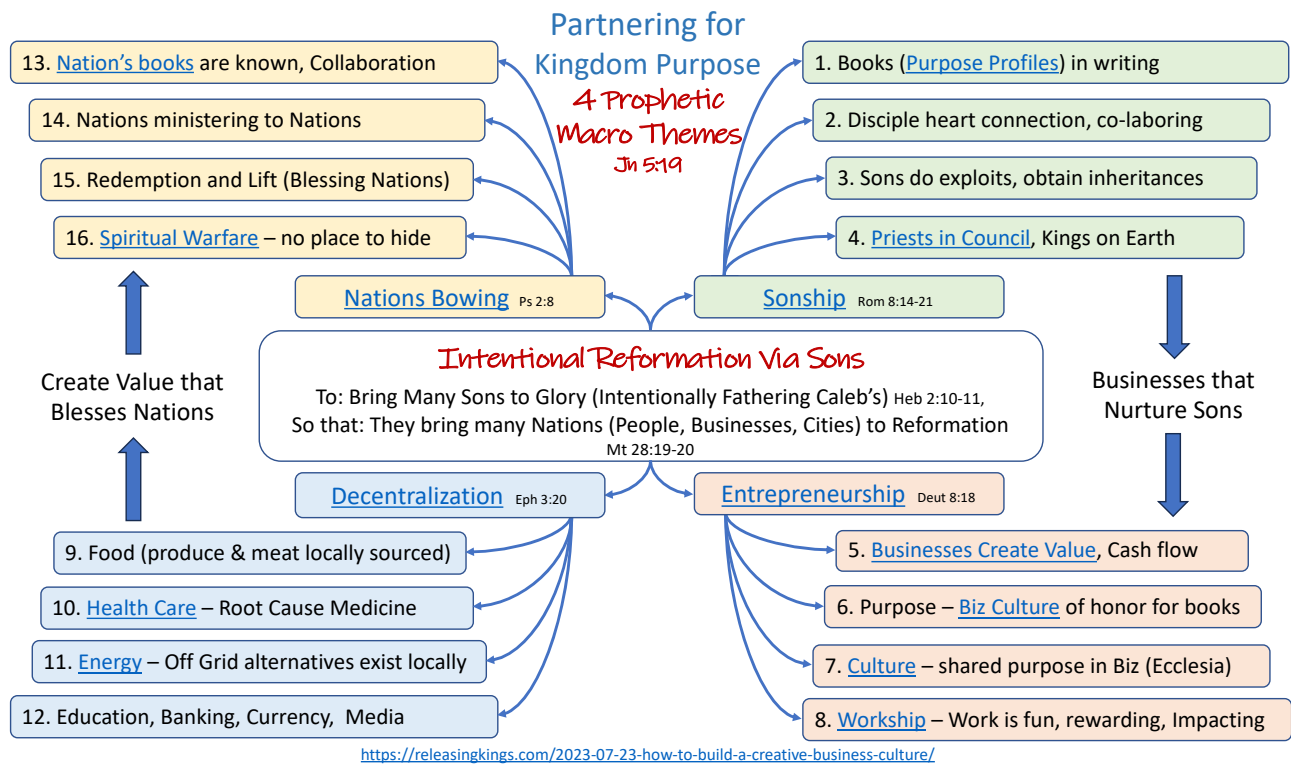 Partnering for
Kingdom Purpose
4 Prophetic
Macro Themes
Jn 5:19
13. Nation's books are known, Collaboration
14. Nations ministering to Nations
15. Redemption and Lift (Blessing Nations)
16. Spiritual Warfare – no place to hide
Nations Bowing Ps 2:8
1. Books (Purpose Profiles) in writing
2. Disciple heart connection, co-laboring
3. Sons do exploits, obtain inheritances
4. Priests in Council, Kings on Earth
Sonship Rom 8:14-21
Intentional Reformation Via Sons
To: Bring Many Sons to Glory (Intentionally Fathering Caleb's) Heb 2:10-11,
So that: They bring many Nations (People, Businesses, Cities) to Reformation
Mt 28:19-20
Create Value that
Blesses Nations
Businesses that
Nurture Sons
Decentralization Eph 3:20
9. Food (produce & meat locally sourced)
10. Health Care – Root Cause Medicine
11. Energy – Off Grid alternatives exist locally
12. Education, Banking, Currency, Media
Entrepreneurship Deut 8:18
5. Businesses Create Value, Cash flow
6. Purpose – Biz Culture of honor for books
7. Culture – shared purpose in Biz (Ecclesia)
8. Workship – Work is fun, rewarding, Impacting
https://releasingkings.com/2023-07-23-how-to-build-a-creative-business-culture/